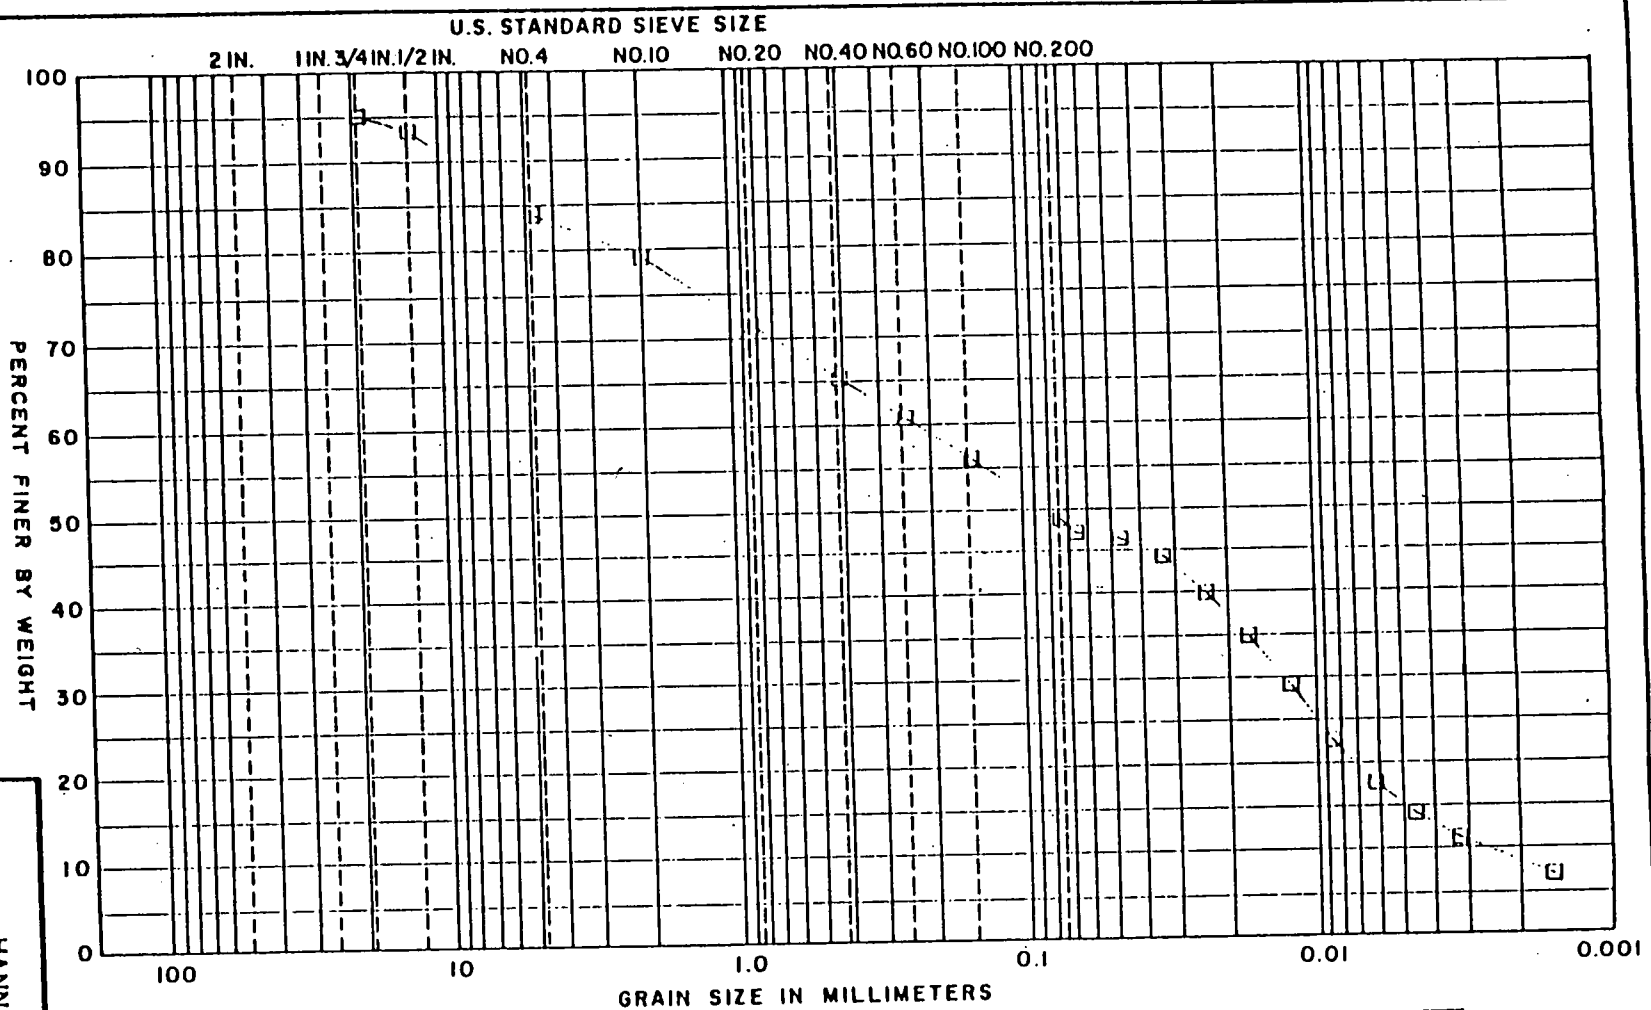 U.S. STANDARD SIEVE SIZE
2 IN. 1 IN. 3/4 IN. 1/2 IN. NO.4 NO.10 NO.20 NO.40 NO.60 NO.100 NO.200
100
90
80
70
60
50
40
30
20
10
0
PERCENT FINER BY WEIGHT
100 10 1.0 0.1 0.01 0.001
GRAIN SIZE IN MILLIMETERS